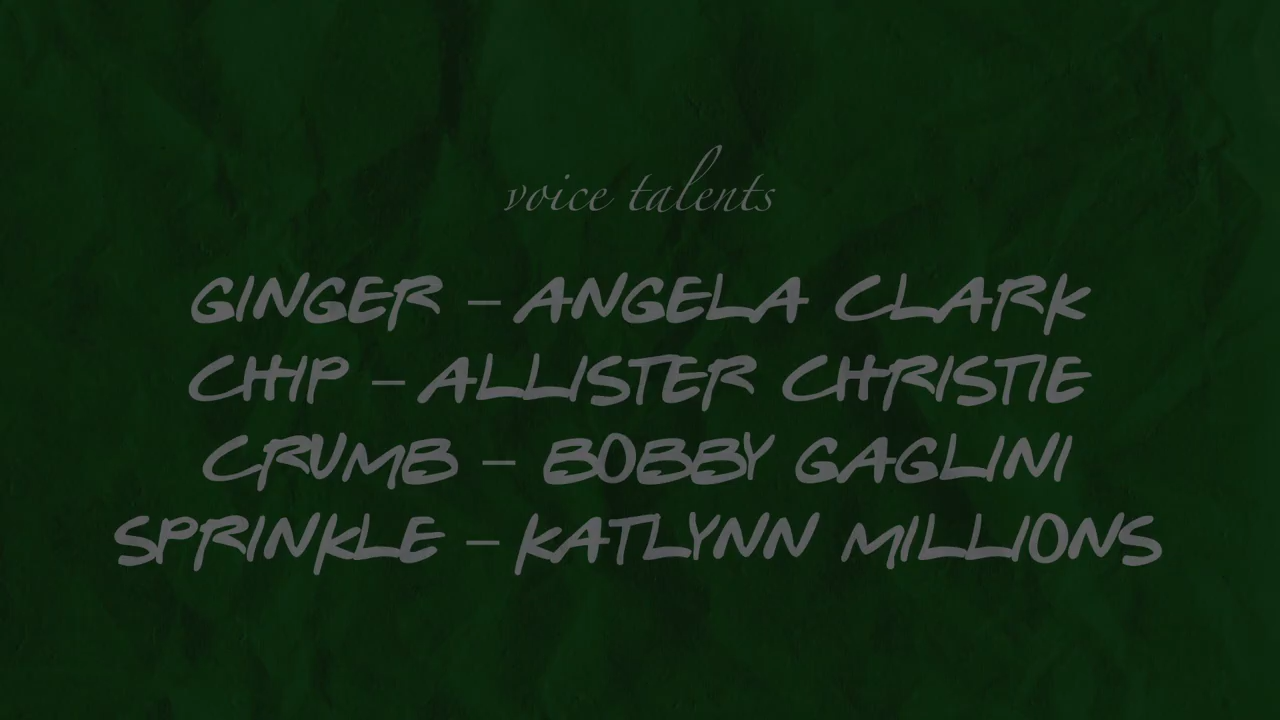 voice talents
GINGER – ANGELA CLARK
CHIP – ALLISTER CHRISTIE
CRUMB – BOBBY GAGLINI
SPRINKLE – KATLYNN MILLIONS